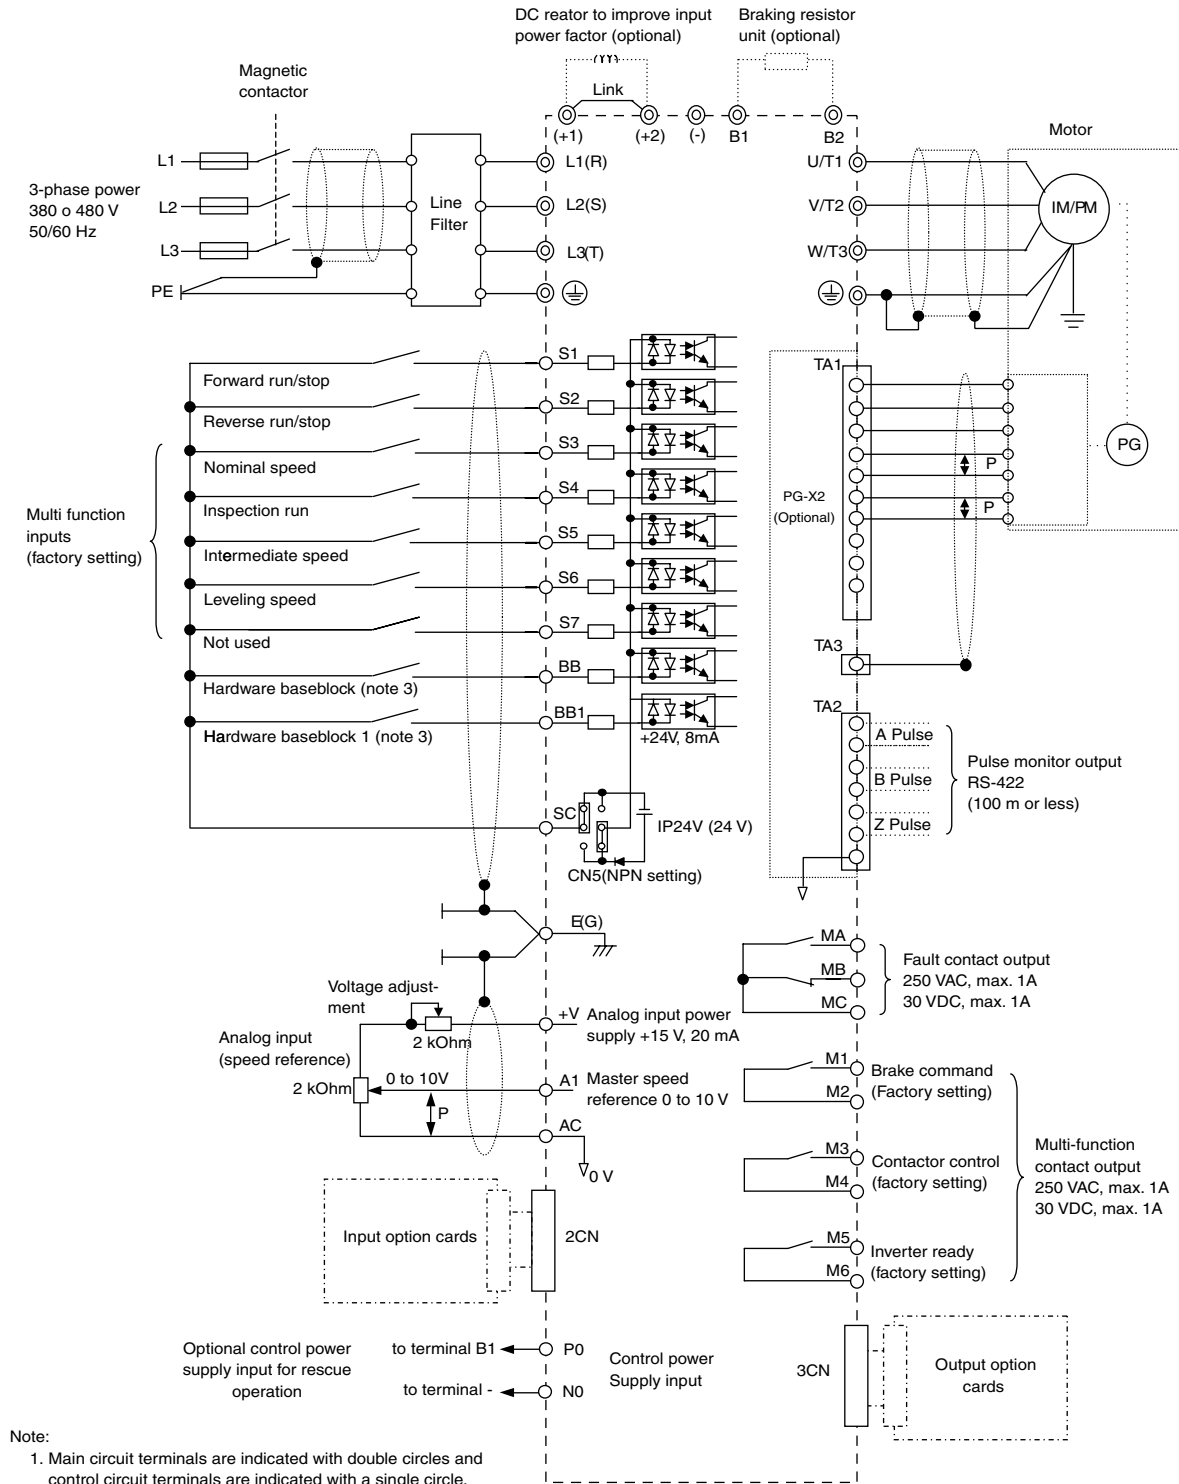 DC reator to improve input
power factor (optional)
Braking resistor
unit (optional)
Magnetic
contactor
Link
(+1)
(+2)
(-)
B1
B2
Motor
3-phase power
380 o 480 V
50/60 Hz
L1
L2
L3
PE
Line
Filter
L1(R)
L2(S)
L3(T)
U/T1
V/T2
W/T3
IM/PM
Multi function
inputs
(factory setting)
Forward run/stop
S1
Reverse run/stop
S2
Nominal speed
S3
Inspection run
S4
Intermediate speed
S5
Leveling speed
S6
Not used
S7
Hardware baseblock (note 3)
BB
Hardware baseblock 1 (note 3)
BB1
+24V, 8mA
SC
IP24V (24 V)
CN5(NPN setting)
E(G)
TA1
PG-X2
(Optional)
P
P
PG
TA3
TA2
A Pulse
B Pulse
Z Pulse
Pulse monitor output
RS-422
(100 m or less)
MA
MB
MC
Fault contact output
250 VAC, max. 1A
30 VDC, max. 1A
Voltage adjust-
ment
2 kOhm
+V
Analog input power
supply +15 V, 20 mA
Analog input
(speed reference)
2 kOhm
0 to 10V
P
A1
Master speed
reference 0 to 10 V
AC
0 V
M1
M2
Brake command
(Factory setting)
M3
M4
Contactor control
(factory setting)
M5
M6
Inverter ready
(factory setting)
Multi-function
contact output
250 VAC, max. 1A
30 VDC, max. 1A
Input option cards
2CN
Optional control power
supply input for rescue
operation
to terminal B1
P0
to terminal -
N0
Control power
Supply input
3CN
Output option
cards
Note:
1. Main circuit terminals are indicated with double circles and
control circuit terminals are indicated with a single circle.